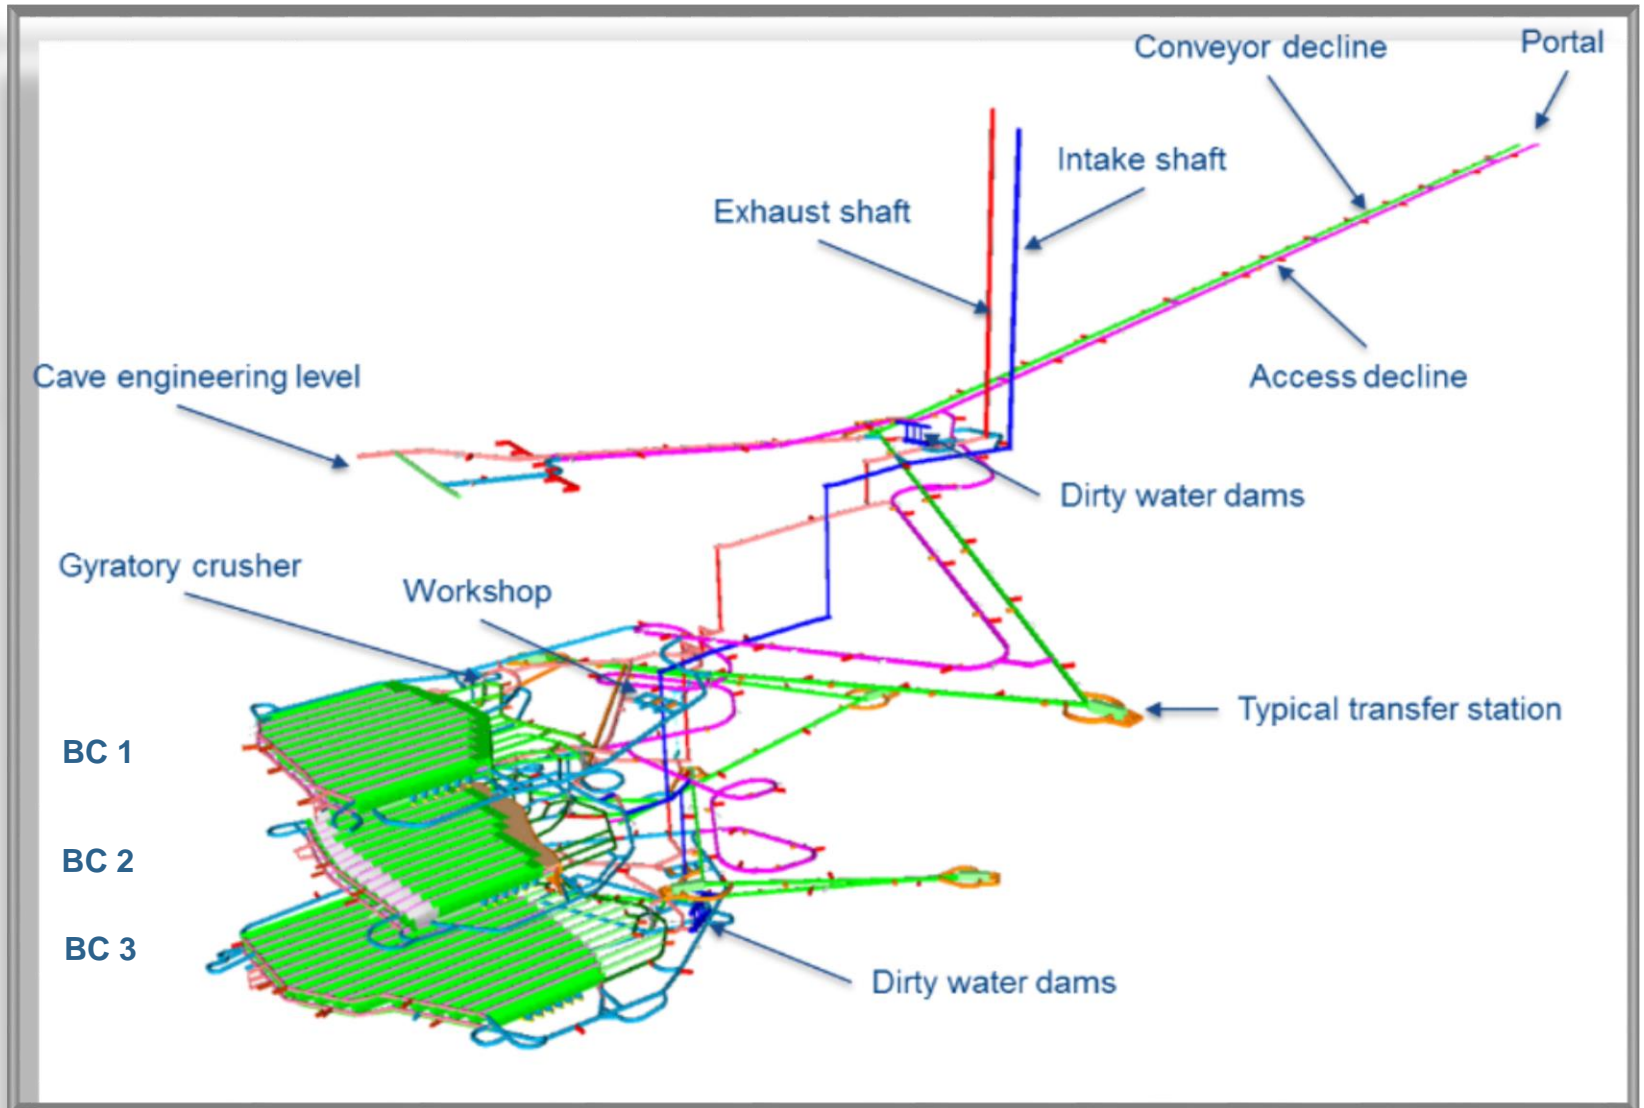 Conveyor decline
Portal
Intake shaft
Exhaust shaft
Cave engineering level
Access decline
Dirty water dams
Gyratory crusher
Workshop
Typical transfer station
BC 1
BC 2
BC 3
Dirty water dams